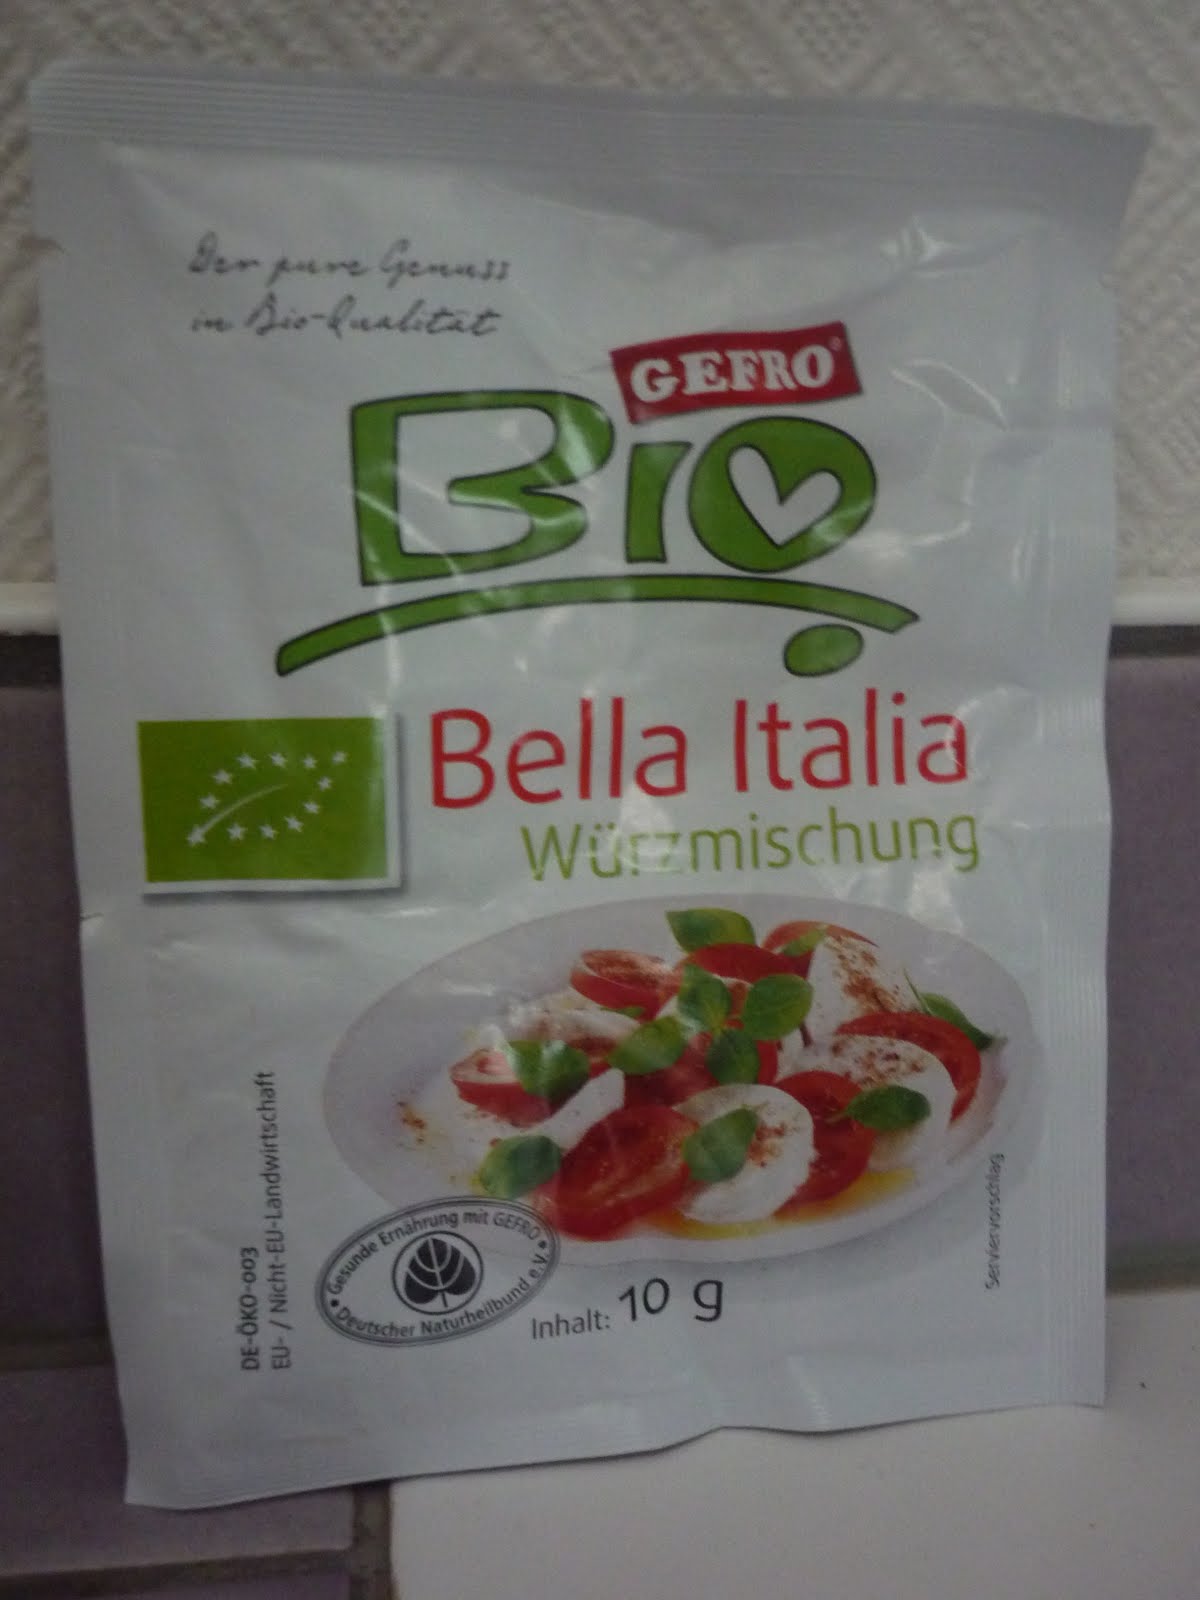 Der pure Genuss
in Bio-Qualität
GEFRO®
BiO
Bella Italia
Würzmischung
DE-ÖKO-003
EU- / Nicht-EU-Landwirtschaft
• Gesunde Ernährung mit GEFRO •
Deutscher Naturheilbund e.V.
Inhalt: 10 g
Serviervorschlag